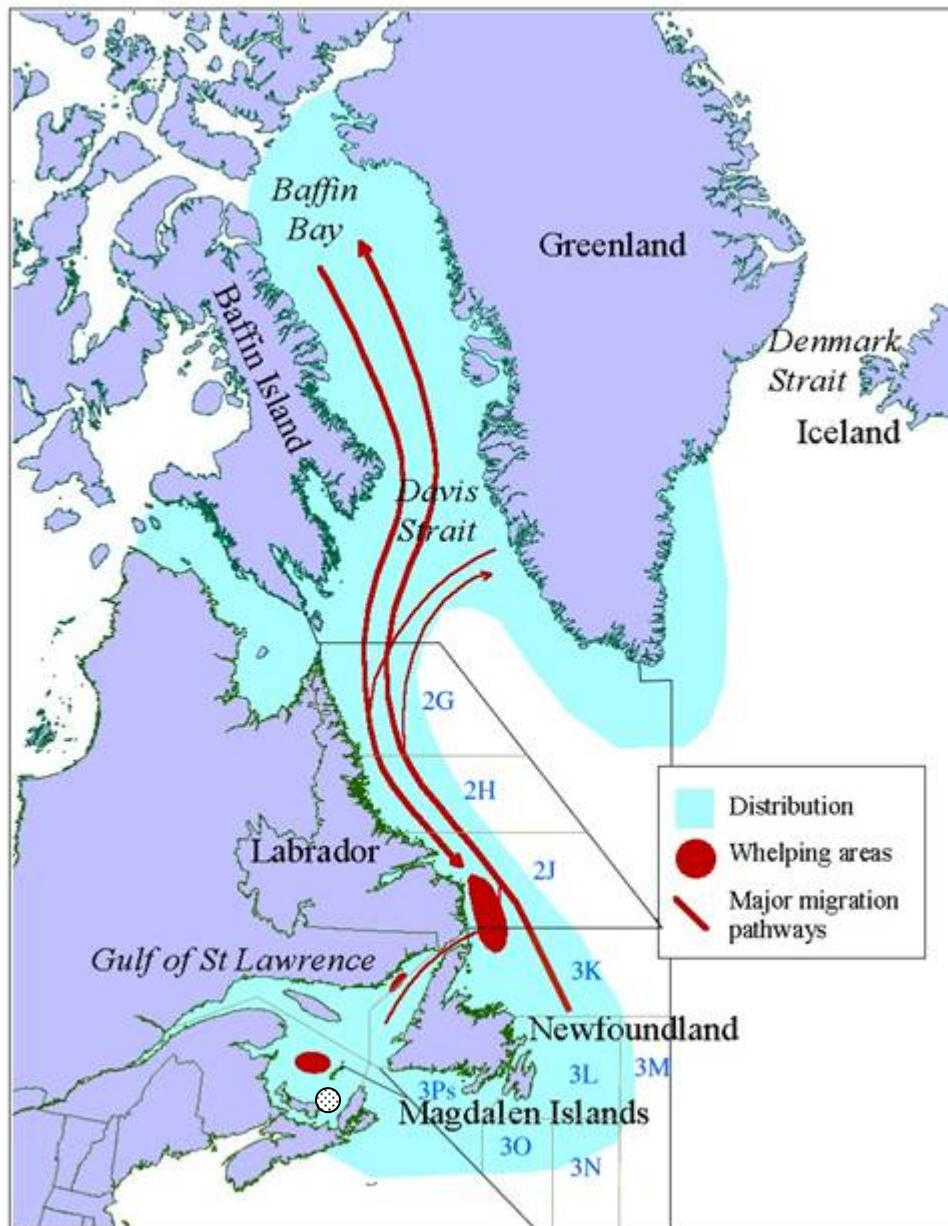 Baffin
Bay
Greenland
Baffin Island
Denmark
Strait
Iceland
Davis
Strait
2G
2H
Distribution
Whelping areas
Major migration
pathways
Labrador
2J
Gulf of St Lawrence
3K
Newfoundland
3M
3L
3Ps
Magdalen Islands
3O
3N